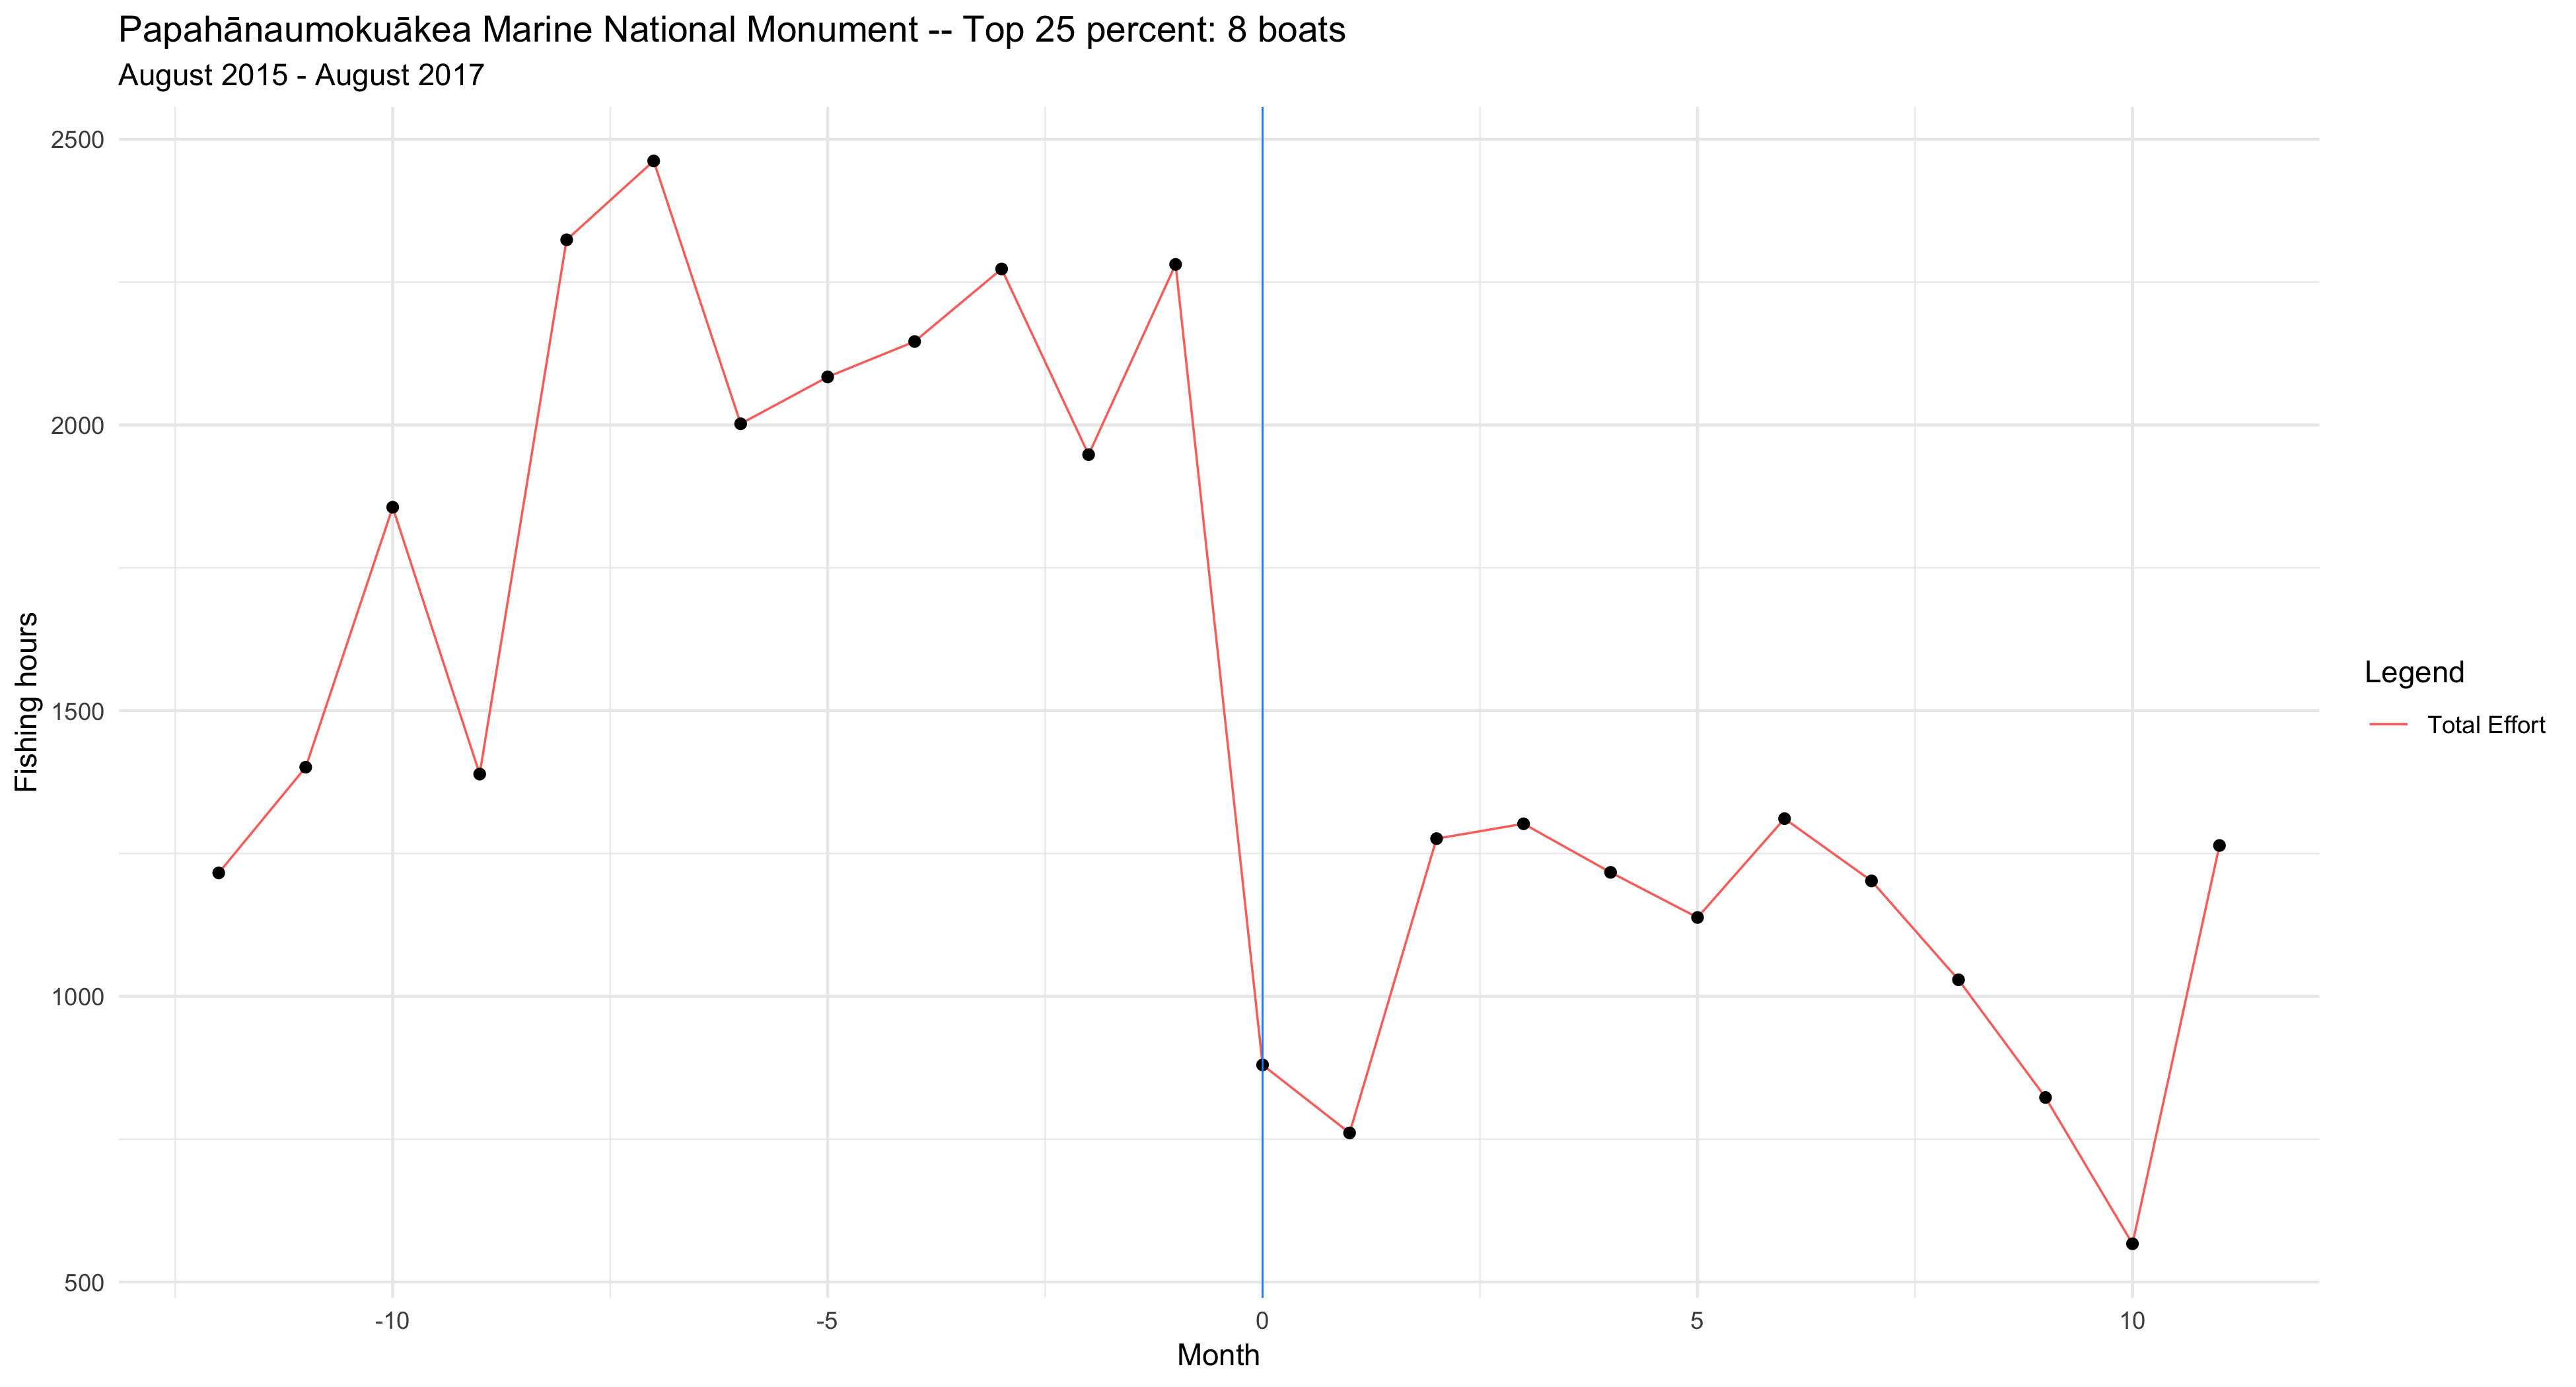 Papahānaumokuākea Marine National Monument -- Top 25 percent: 8 boats
August 2015 - August 2017
2500
2000
1500
1000
500
Fishing hours
-10
-5
0
5
10
Month
Legend
Total Effort